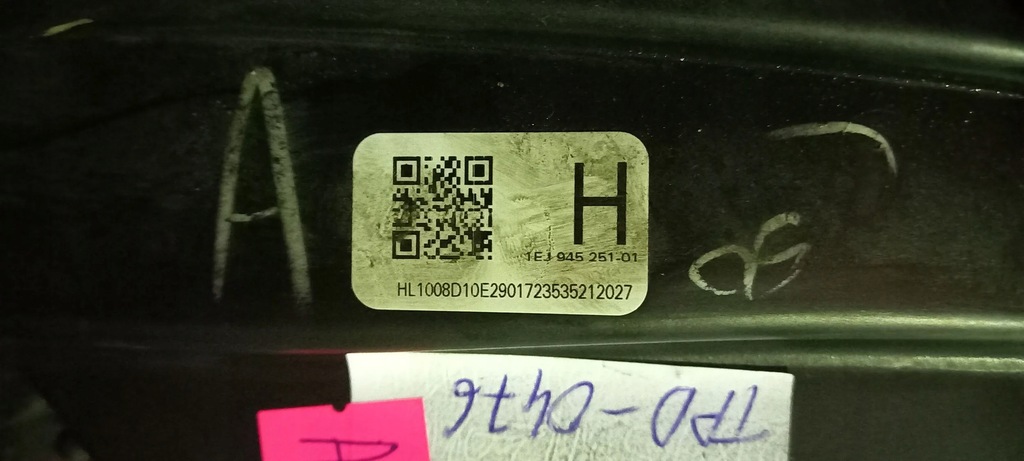 A
H
1EJ 945 251-01
HL1008D10E2901723535212027
TPD-0476
A